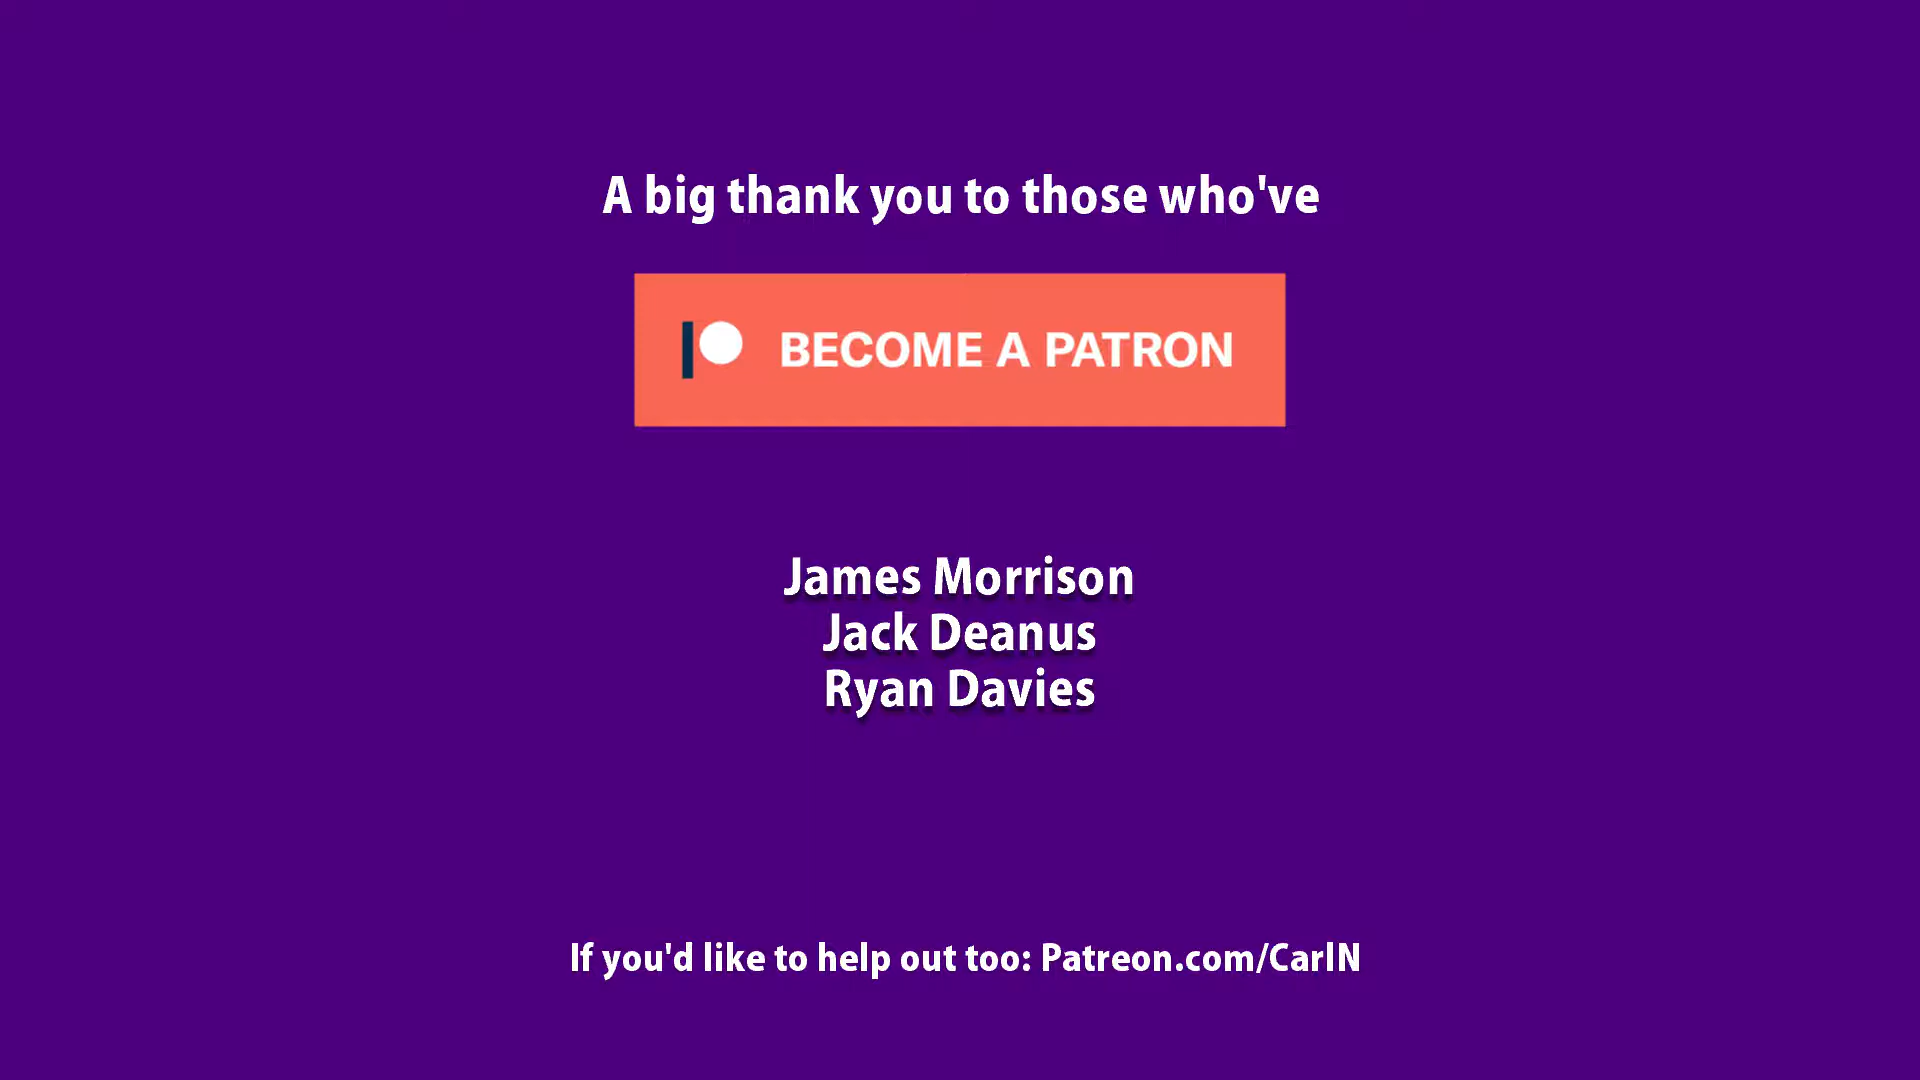 A big thank you to those who've
BECOME A PATRON
James Morrison
Jack Deanus
Ryan Davies
If you'd like to help out too: Patreon.com/CarlN